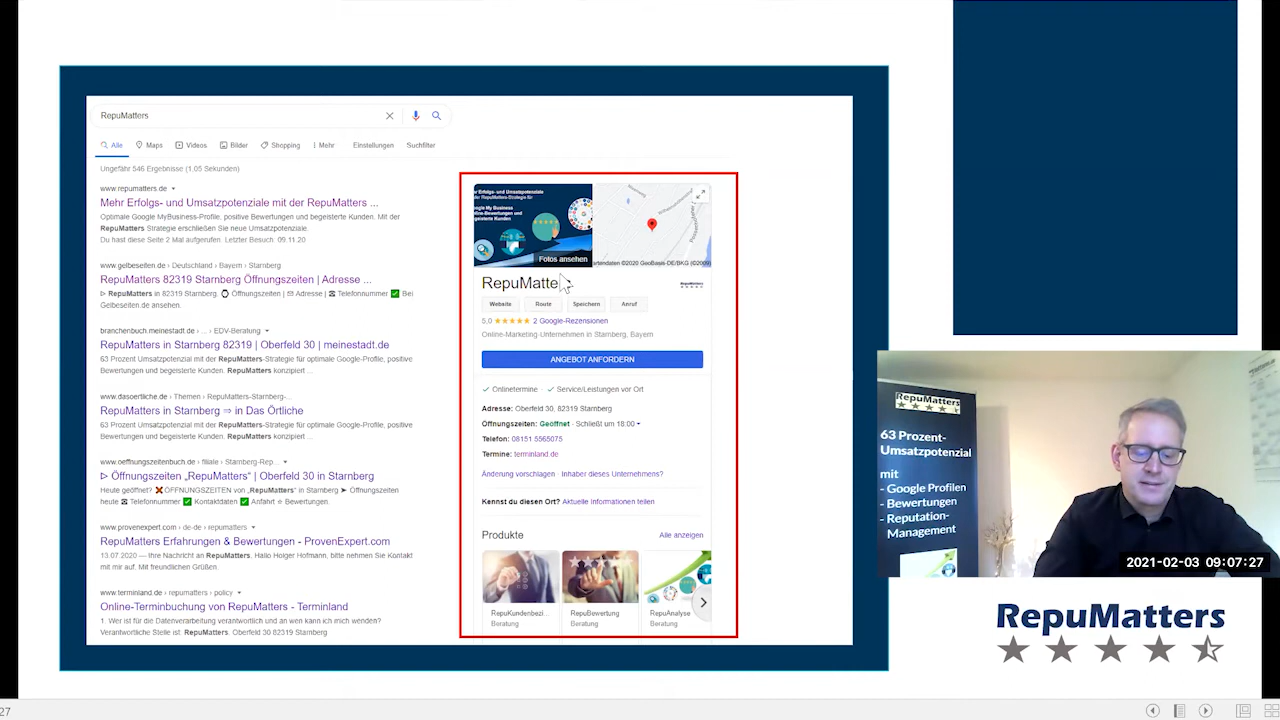 RepuMatters
Alle
Maps
Videos
Bilder
Shopping
Mehr
Einstellungen
Suchfilter
Ungefähr 546 Ergebnisse (1,05 Sekunden)
www.repumatters.de
Mehr Erfolgs- und Umsatzpotenziale mit der RepuMatters ...
Optimale Google MyBusiness-Profile, positive Bewertungen und begeisterte Kunden. Mit der
RepuMatters Strategie erschließen Sie neue Umsatzpotenziale.
Du hast diese Seite 2 Mal aufgerufen. Letzter Besuch: 09.11.20
www.gelbeseiten.de › Deutschland › Bayern › Starnberg
RepuMatters 82319 Starnberg Öffnungszeiten | Adresse ...
▷ RepuMatters in 82319 Starnberg. ⌚ Öffnungszeiten | ✉ Adresse | ☎ Telefonnummer ✅ Bei
Gelbeseiten.de ansehen.
branchenbuch.meinestadt.de › ... › EDV-Beratung
RepuMatters in Starnberg 82319 | Oberfeld 30 | meinestadt.de
63 Prozent Umsatzpotenzial mit der RepuMatters-Strategie für optimale Google-Profile, positive
Bewertungen und begeisterte Kunden. RepuMatters konzipiert ...
www.dasoertliche.de › Themen › RepuMatters-Starnberg-...
RepuMatters in Starnberg ⇒ in Das Örtliche
63 Prozent Umsatzpotenzial mit der RepuMatters-Strategie für optimale Google-Profile, positive
Bewertungen und begeisterte Kunden. RepuMatters konzipiert ...
www.oeffnungszeitenbuch.de › filiale › Starnberg-Rep...
▷ Öffnungszeiten „RepuMatters“ | Oberfeld 30 in Starnberg
Heute geöffnet? ❌ÖFFNUNGSZEITEN von „RepuMatters“ in Starnberg ➤ Öffnungszeiten
heute ☎ Telefonnummer ✅ Kontaktdaten ✅ Anfahrt ☆ Bewertungen.
www.provenexpert.com › de-de › repumatters
RepuMatters Erfahrungen & Bewertungen - ProvenExpert.com
13.07.2020 — Ihre Nachricht an RepuMatters. Hallo Holger Hofmann, bitte nehmen Sie Kontakt
mit mir auf. Mit freundlichen Grüßen.
www.terminland.de › repumatters › policy
Online-Terminbuchung von RepuMatters - Terminland
1. Wer ist für die Datenverarbeitung verantwortlich und an wen kann ich mich wenden?
Verantwortliche Stelle ist: RepuMatters. Oberfeld 30 82319 Starnberg
Mehr Erfolgs- und Umsatzpotenziale
Fotos ansehen
RepuMatte
Website
Route
Speichern
Anruf
5,0 ★★★★★ 2 Google-Rezensionen
Online-Marketing-Unternehmen in Starnberg, Bayern
ANGEBOT ANFORDERN
✓ Onlinetermine · ✓ Service/Leistungen vor Ort
Adresse: Oberfeld 30, 82319 Starnberg
Öffnungszeiten: Geöffnet · Schließt um 18:00
Telefon: 08151 5565075
Termine: terminland.de
Änderung vorschlagen · Inhaber dieses Unternehmens?
Kennst du diesen Ort? Aktuelle Informationen teilen
Produkte
Alle anzeigen
RepuKundenbezi...
Beratung
RepuBewertung
Beratung
RepuAnalyse
Beratung
RepuMatters
63 Prozent-
Umsatzpotenzial
mit
- Google Profilen
- Bewertungen
- Reputation-
Management
2021-02-03 09:07:27
RepuMatters
27